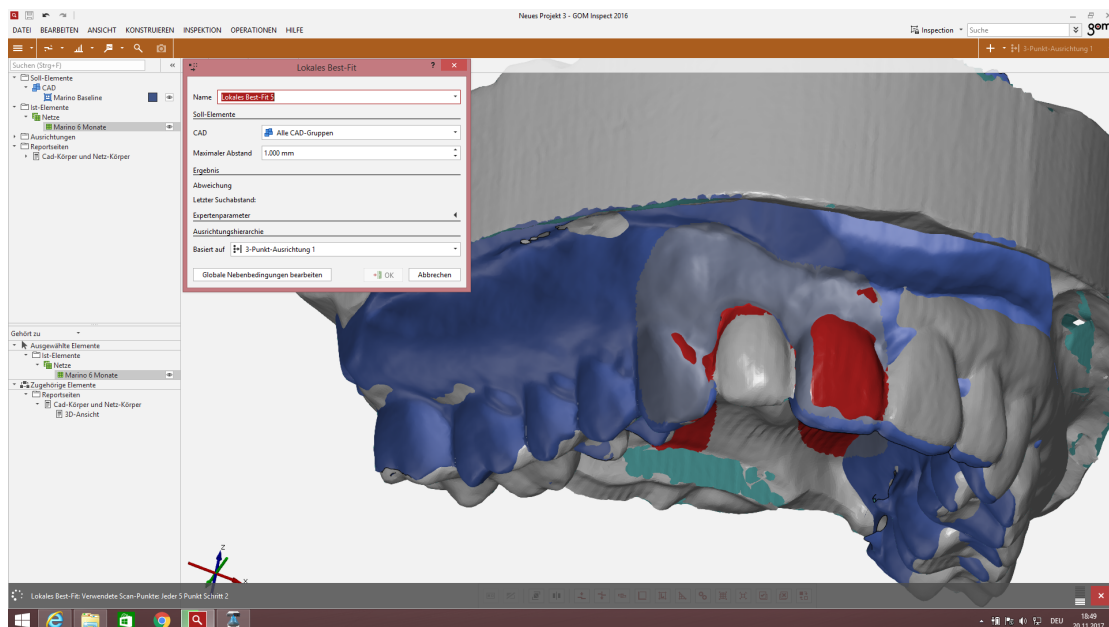 Neues Projekt 3 - GOM Inspect 2016
DATEI BEARBEITEN ANSICHT KONSTRUIEREN INSPEKTION OPERATIONEN HILFE
Inspection
Suche
gom
3-Punkt-Ausrichtung 1
Suchen (Strg+F)
Soll-Elemente
CAD
Marino Baseline
Ist-Elemente
Netze
Marino 6 Monate
Ausrichtungen
Reportseiten
Cad-Körper und Netz-Körper
Lokales Best-Fit
Name Lokales Best-Fit 5
Soll-Elemente
CAD Alle CAD-Gruppen
Maximaler Abstand 1.000 mm
Ergebnis
Abweichung
Letzter Suchabstand:
Expertenparameter
Ausrichtungshierarchie
Basiert auf 3-Punkt-Ausrichtung 1
Globale Nebenbedingungen bearbeiten OK Abbrechen
Gehört zu
Ausgewählte Elemente
Ist-Elemente
Netze
Marino 6 Monate
Zugehörige Elemente
Reportseiten
Cad-Körper und Netz-Körper
3D-Ansicht
Z
X
Lokales Best-Fit: Verwendete Scan-Punkte: Jeder 5 Punkt Schritt 2
DEU
18:49
20.11.2017